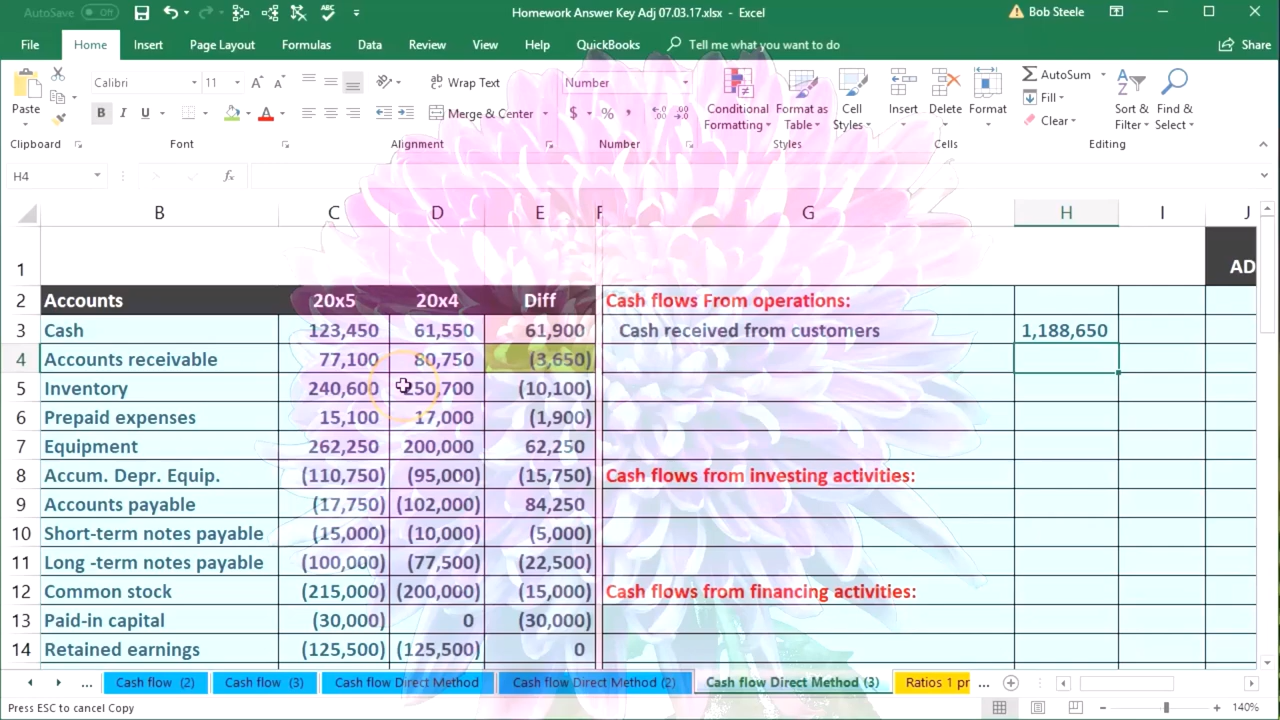 AutoSave Off Homework Answer Key Adj 07.03.17.xlsx - Excel Bob Steele
File Home Insert Page Layout Formulas Data Review View Help QuickBooks Tell me what you want to do Share
Paste Calibri 11 Wrap Text Number Conditional Formatting Format as Table Cell Styles Insert Delete Format AutoSum Sort & Filter Find & Select
B I U A Merge & Center $ % , Fill
Clear
Clipboard Font Alignment Number Styles Cells Editing
H4 fx
B C D E F G H I J
1 AD
2 Accounts 20x5 20x4 Diff Cash flows From operations:
3 Cash 123,450 61,550 61,900 Cash received from customers 1,188,650
4 Accounts receivable 77,100 80,750 (3,650)
5 Inventory 240,600 250,700 (10,100)
6 Prepaid expenses 15,100 17,000 (1,900)
7 Equipment 262,250 200,000 62,250
8 Accum. Depr. Equip. (110,750) (95,000) (15,750) Cash flows from investing activities:
9 Accounts payable (17,750) (102,000) 84,250
10 Short-term notes payable (15,000) (10,000) (5,000)
11 Long -term notes payable (100,000) (77,500) (22,500)
12 Common stock (215,000) (200,000) (15,000) Cash flows from financing activities:
13 Paid-in capital (30,000) 0 (30,000)
14 Retained earnings (125,500) (125,500) 0
... Cash flow (2) Cash flow (3) Cash flow Direct Method Cash flow Direct Method (2) Cash flow Direct Method (3) Ratios 1 pr ...
Press ESC to cancel Copy 140%